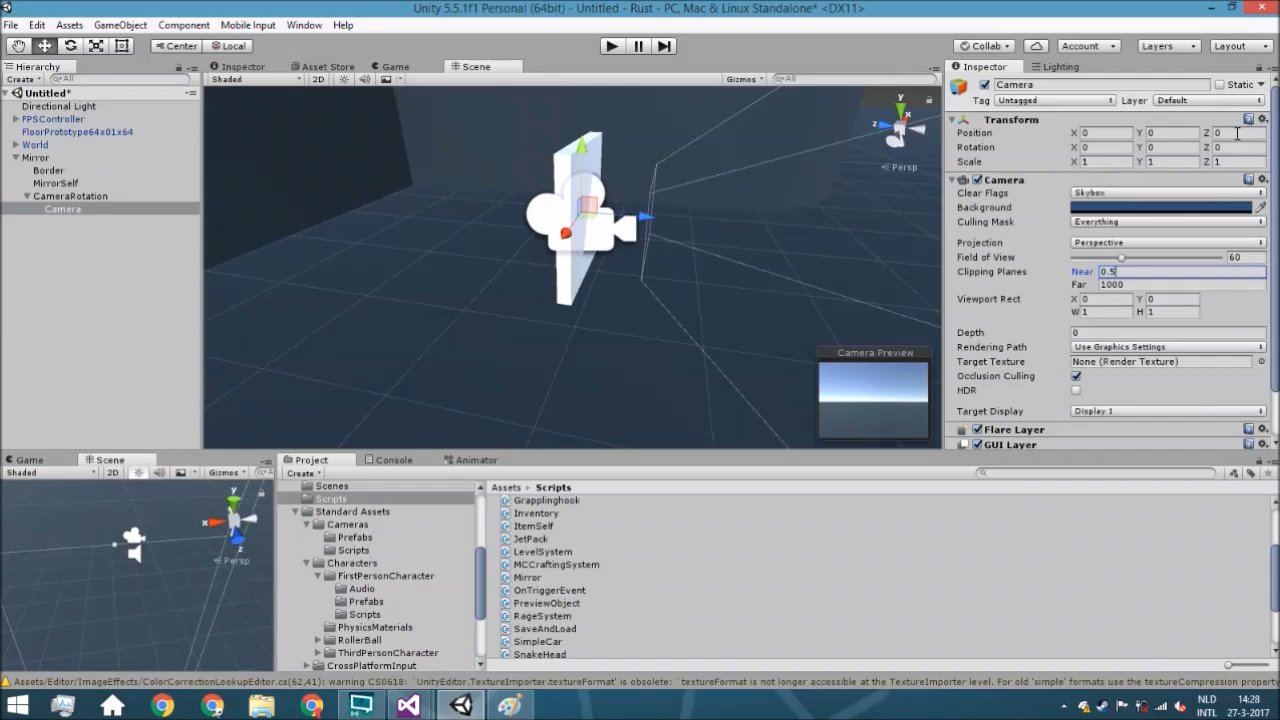 Unity 5.5.1f1 Personal (64bit) - Untitled - Rust - PC, Mac & Linux Standalone* <DX11>
File Edit Assets GameObject Component Mobile Input Window Help
Center Local Collab Account Layers Layout
Hierarchy
Create All
Untitled*
Directional Light
FPSController
FloorPrototype64x01x64
World
Mirror
Border
MirrorSelf
CameraRotation
Camera
Inspector Asset Store Game Scene
Shaded 2D Gizmos All
y
x
z
Persp
Camera Preview
Inspector Lighting
Camera Static
Tag Untagged Layer Default
Transform
Position X 0 Y 0 Z 0
Rotation X 0 Y 0 Z 0
Scale X 1 Y 1 Z 1
Camera
Clear Flags Skybox
Background
Culling Mask Everything
Projection Perspective
Field of View 60
Clipping Planes Near 0.5
Far 1000
Viewport Rect X 0 Y 0
W 1 H 1
Depth 0
Rendering Path Use Graphics Settings
Target Texture None (Render Texture)
Occlusion Culling
HDR
Target Display Display 1
Flare Layer
GUI Layer
Game Scene
Shaded 2D Gizmos
y
x
z
Persp
Project Console Animator
Create
Scenes
Scripts
Standard Assets
Cameras
Prefabs
Scripts
Characters
FirstPersonCharacter
Audio
Prefabs
Scripts
PhysicsMaterials
RollerBall
ThirdPersonCharacter
CrossPlatformInput
Assets Scripts
Grapplinghook
Inventory
ItemSelf
JetPack
LevelSystem
MCCraftingSystem
Mirror
OnTriggerEvent
PreviewObject
RageSystem
SaveAndLoad
SimpleCar
SnakeHead
Assets/Editor/ImageEffects/ColorCorrectionLookupEditor.cs(62,41): warning CS0618: `UnityEditor.TextureImporter.textureFormat' is obsolete: `textureFormat is not longer accessible at the TextureImporter level. For old 'simple' formats use the textureCompression property
NLD 14:28
INTL 27-3-2017